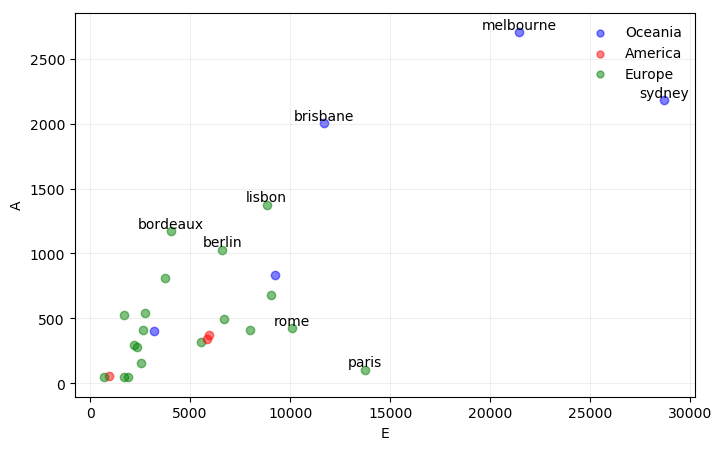 melbourne
Oceania
America
Europe
sydney
brisbane
lisbon
bordeaux
berlin
rome
paris
2500
2000
1500
1000
500
0
A
0 5000 10000 15000 20000 25000 30000
E